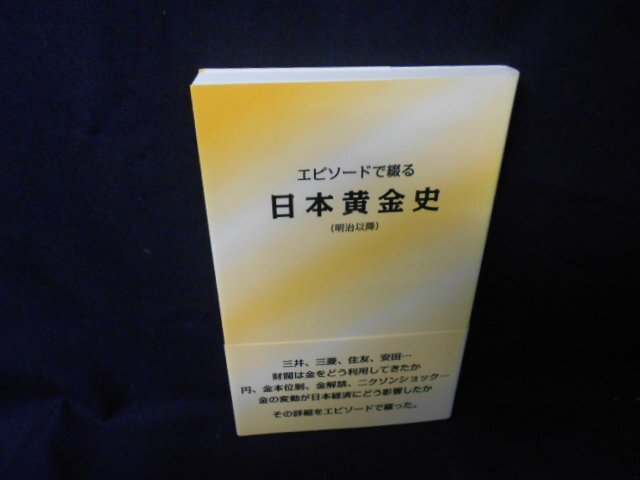 エピソードで綴る
日本黄金史
(明治以降)
三井、三菱、住友、安田…
財閥は金をどう利用してきたか
円、金本位制、金解禁、ニクソンショック…
金の変動が日本経済にどう影響したか
その詳細をエピソードで綴った。